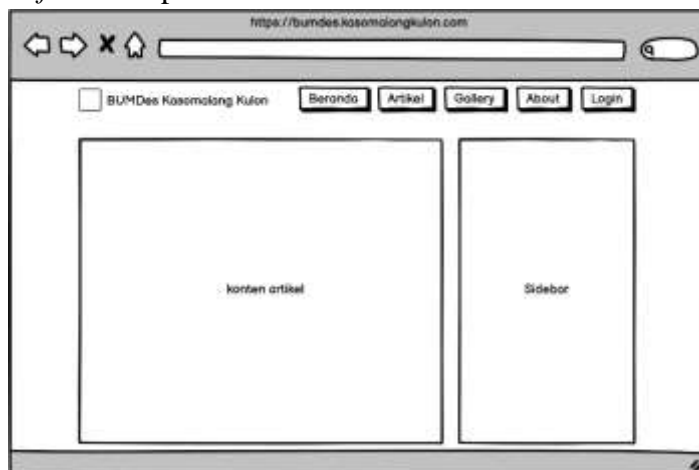 https://bumdes.kasomalangkulon.com
BUMDes Kasomalang Kulon Beranda Artikel Gallery About Login
konten artikel Sidebar